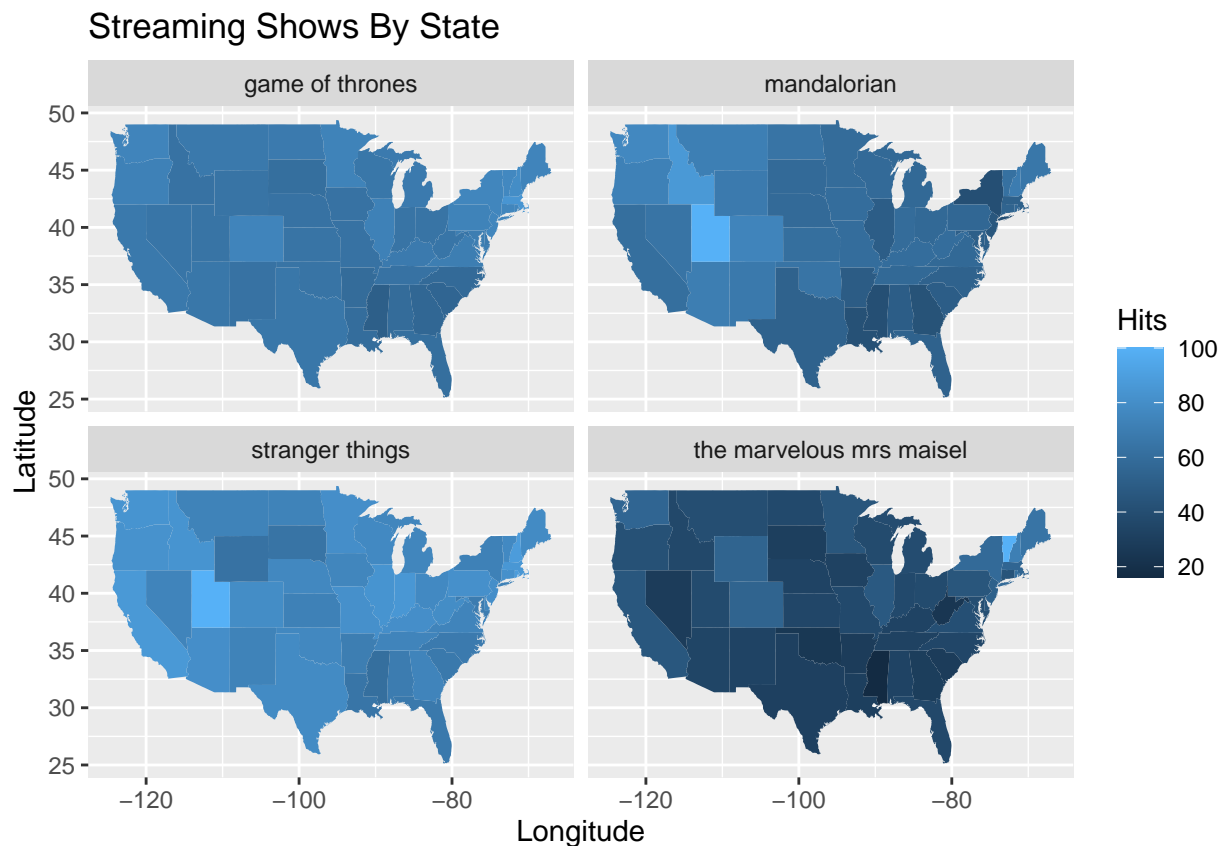 Streaming Shows By State
game of thrones
mandalorian
50
45
40
35
30
25
stranger things
the marvelous mrs maisel
50
45
40
35
30
25
−120
−100
−80
−120
−100
−80
Latitude
Longitude
Hits
100
80
60
40
20